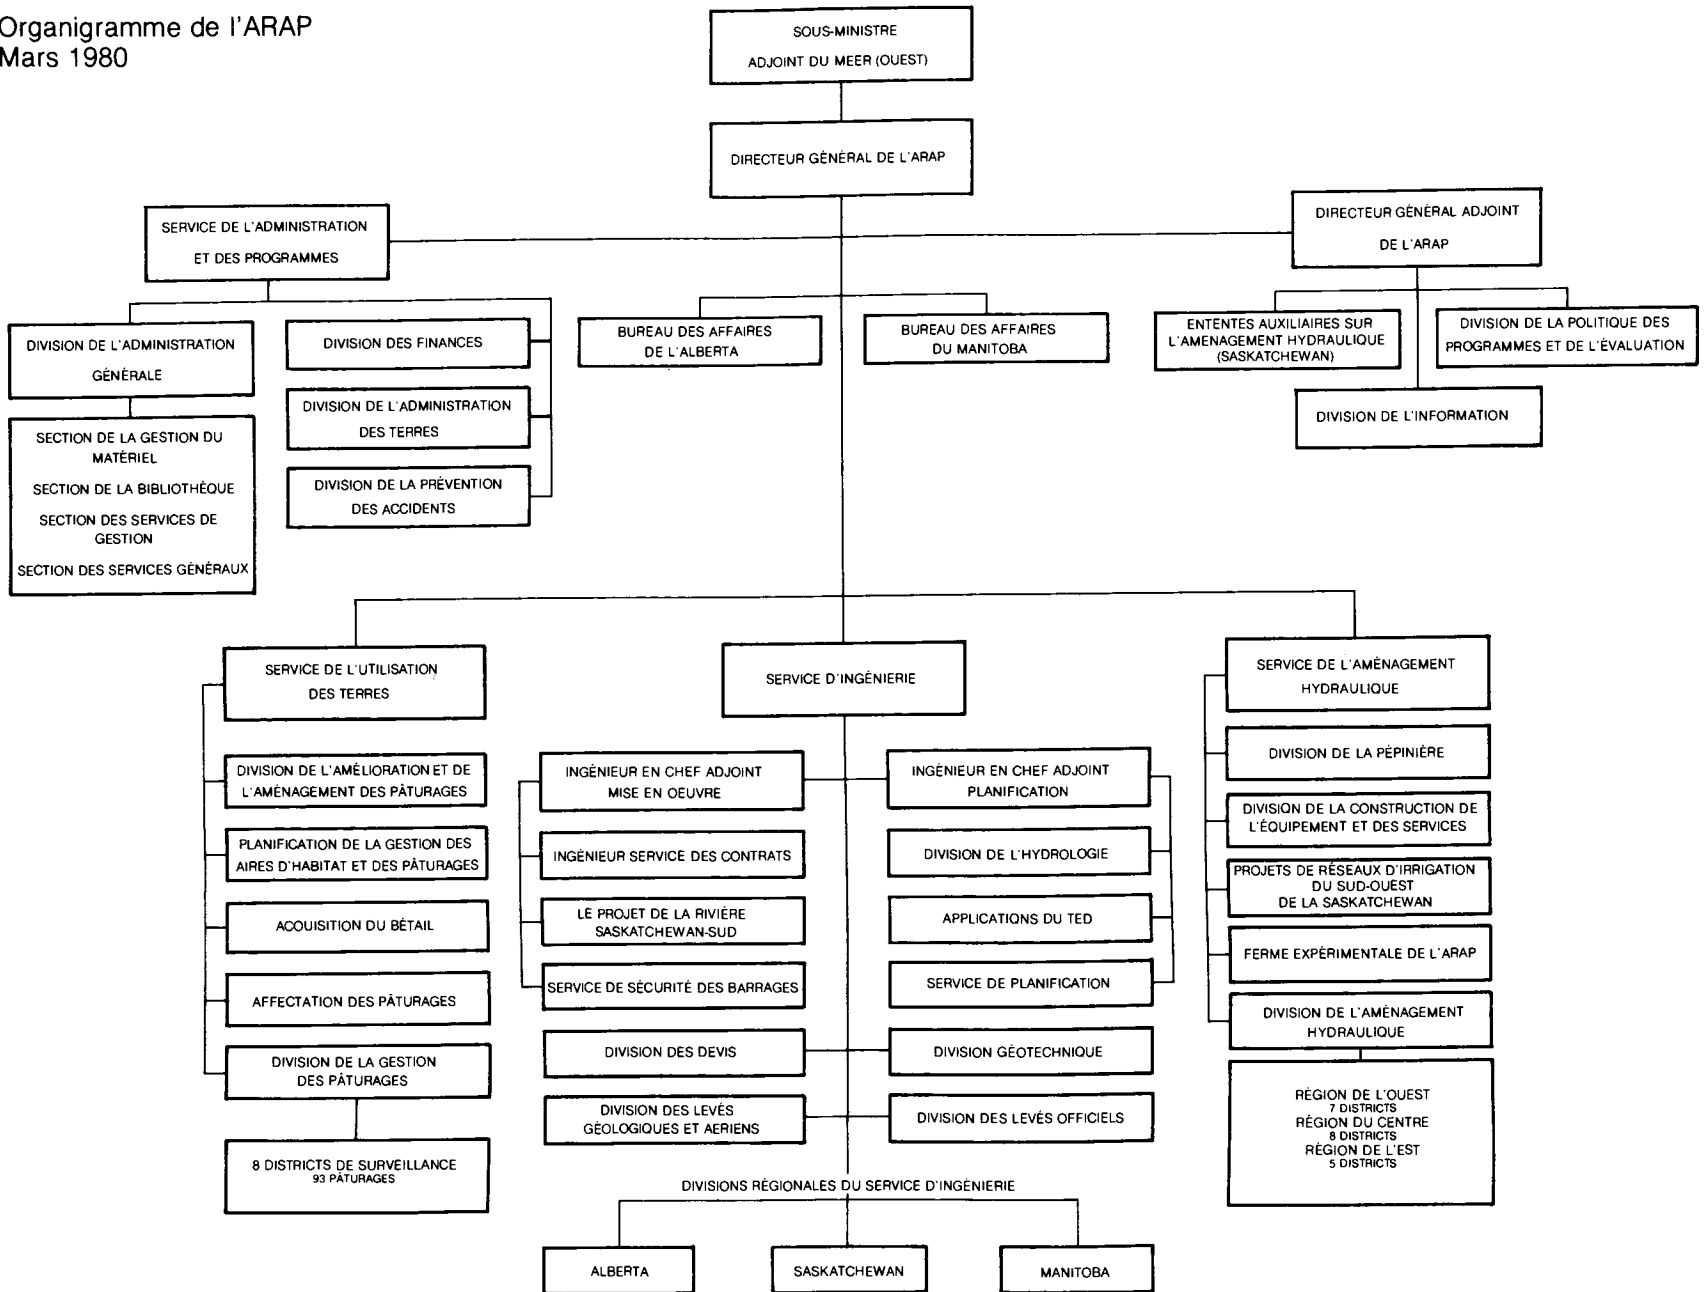 Organigramme de l'ARAP
Mars 1980
SOUS-MINISTRE
ADJOINT DU MEER (OUEST)
DIRECTEUR GÉNÉRAL DE L'ARAP
SERVICE DE L'ADMINISTRATION
ET DES PROGRAMMES
DIRECTEUR GÉNÉRAL ADJOINT
DE L'ARAP
DIVISION DE L'ADMINISTRATION
GÉNÉRALE
SECTION DE LA GESTION DU
MATÉRIEL
SECTION DE LA BIBLIOTHÈQUE
SECTION DES SERVICES DE
GESTION
SECTION DES SERVICES GÉNÉRAUX
DIVISION DES FINANCES
DIVISION DE L'ADMINISTRATION
DES TERRES
DIVISION DE LA PRÉVENTION
DES ACCIDENTS
BUREAU DES AFFAIRES
DE L'ALBERTA
BUREAU DES AFFAIRES
DU MANITOBA
ENTENTES AUXILIAIRES SUR
L'AMENAGEMENT HYDRAULIQUE
(SASKATCHEWAN)
DIVISION DE LA POLITIQUE DES
PROGRAMMES ET DE L'ÉVALUATION
DIVISION DE L'INFORMATION
SERVICE DE L'UTILISATION
DES TERRES
DIVISION DE L'AMÉLIORATION ET DE
L'AMÉNAGEMENT DES PÂTURAGES
PLANIFICATION DE LA GESTION DES
AIRES D'HABITAT ET DES PÂTURAGES
ACQUISITION DU BÉTAIL
AFFECTATION DES PÂTURAGES
DIVISION DE LA GESTION
DES PÂTURAGES
8 DISTRICTS DE SURVEILLANCE
93 PÂTURAGES
SERVICE D'INGÉNIERIE
INGÉNIEUR EN CHEF ADJOINT
MISE EN OEUVRE
INGÉNIEUR SERVICE DES CONTRATS
LE PROJET DE LA RIVIÈRE
SASKATCHEWAN-SUD
SERVICE DE SÉCURITÉ DES BARRAGES
DIVISION DES DEVIS
DIVISION DES LEVÉS
GÉOLOGIQUES ET AERIENS
INGÉNIEUR EN CHEF ADJOINT
PLANIFICATION
DIVISION DE L'HYDROLOGIE
APPLICATIONS DU TED
SERVICE DE PLANIFICATION
DIVISION GÉOTECHNIQUE
DIVISION DES LEVÉS OFFICIELS
DIVISIONS RÉGIONALES DU SERVICE D'INGÉNIERIE
ALBERTA
SASKATCHEWAN
MANITOBA
SERVICE DE L'AMÉNAGEMENT
HYDRAULIQUE
DIVISION DE LA PÉPINIÈRE
DIVISION DE LA CONSTRUCTION DE
L'ÉQUIPEMENT ET DES SERVICES
PROJETS DE RÉSEAUX D'IRRIGATION
DU SUD-OUEST
DE LA SASKATCHEWAN
FERME EXPÉRIMENTALE DE L'ARAP
DIVISION DE L'AMÉNAGEMENT
HYDRAULIQUE
RÉGION DE L'OUEST
7 DISTRICTS
RÉGION DU CENTRE
8 DISTRICTS
RÉGION DE L'EST
5 DISTRICTS